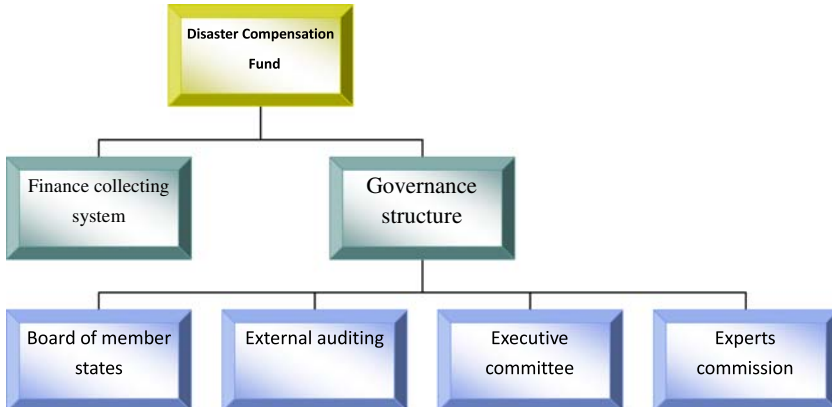 Disaster Compensation
Fund
Finance collecting
system
Governance
structure
Board of member
states
External auditing
Executive
committee
Experts
commission